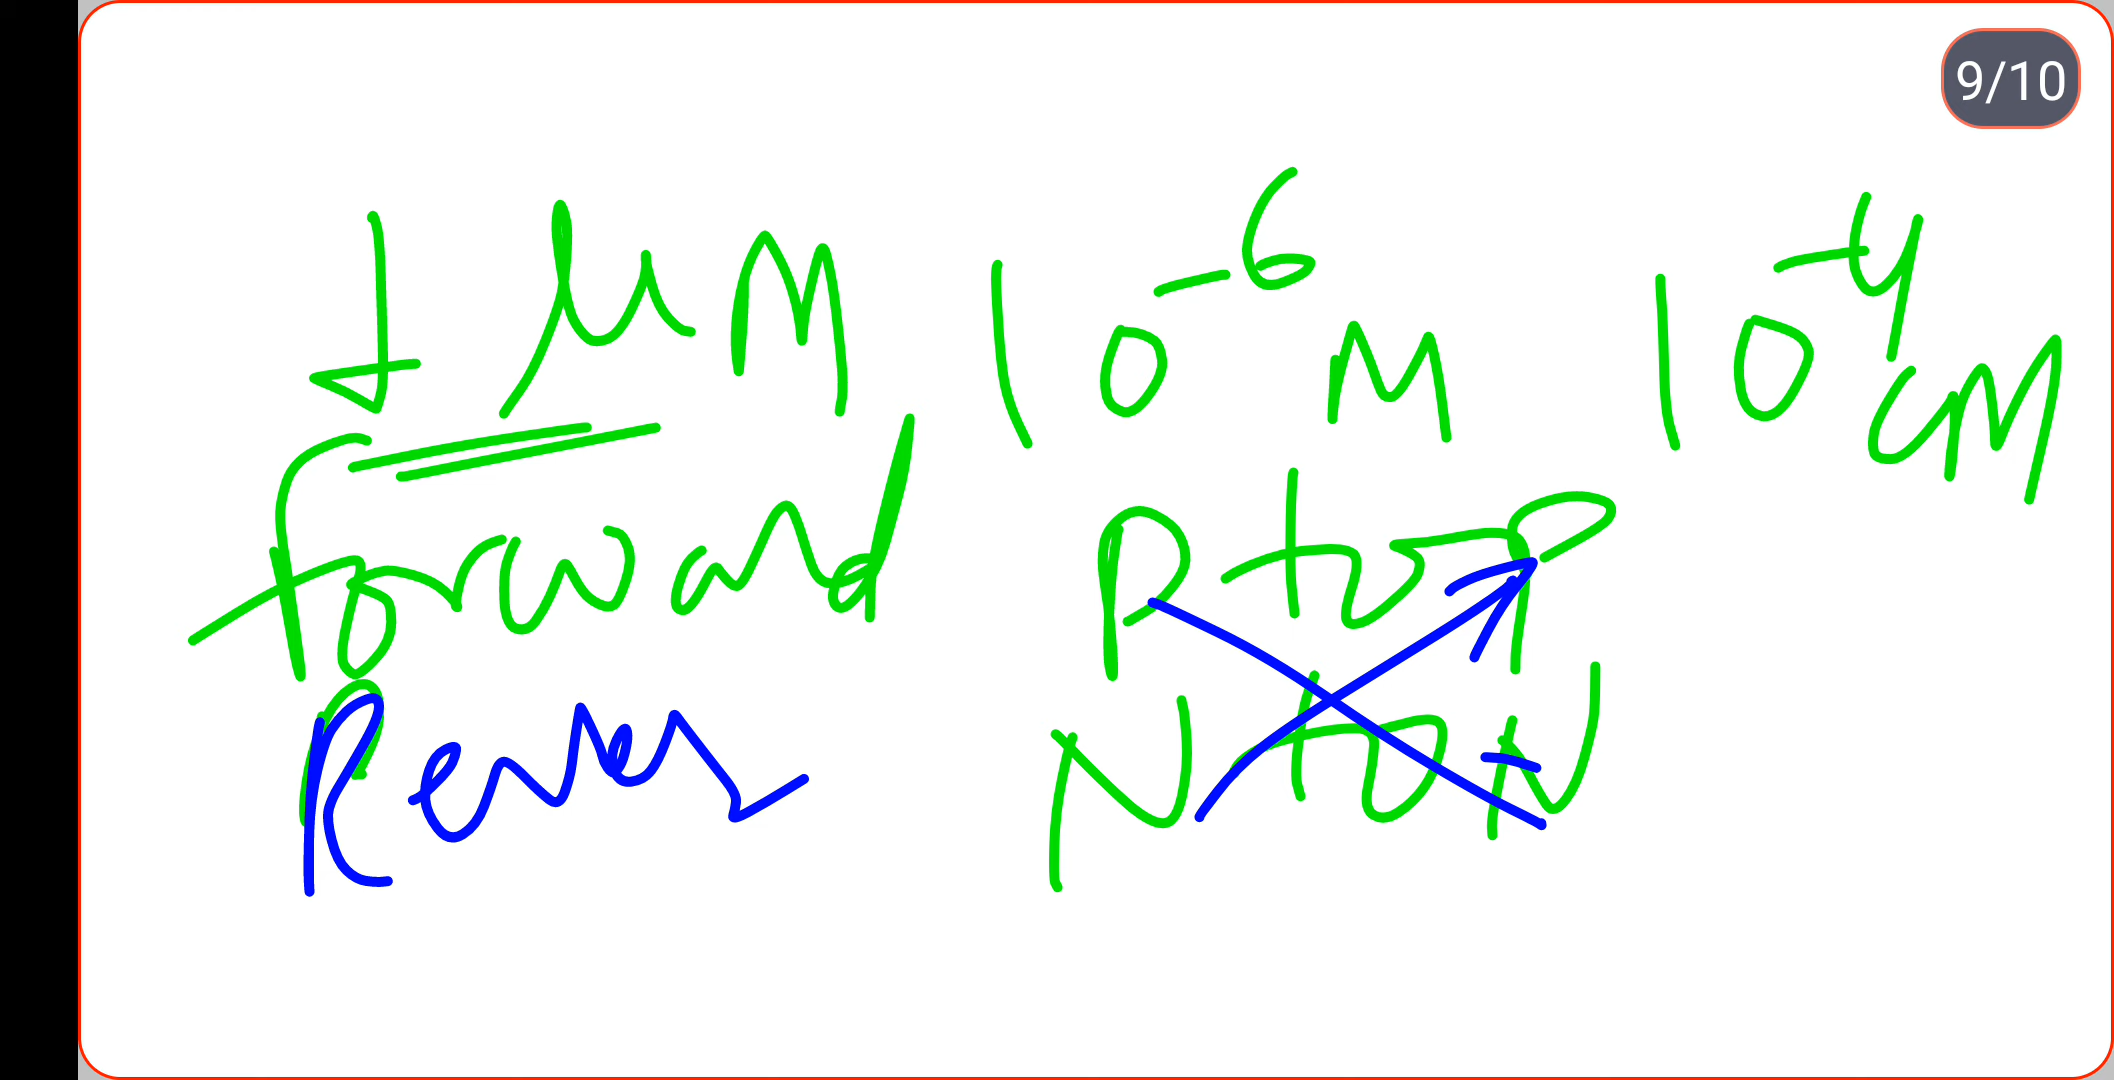 9/10
1 μM 10⁻⁶ M 10⁻⁴ cM
forward P to P
Rever N to N